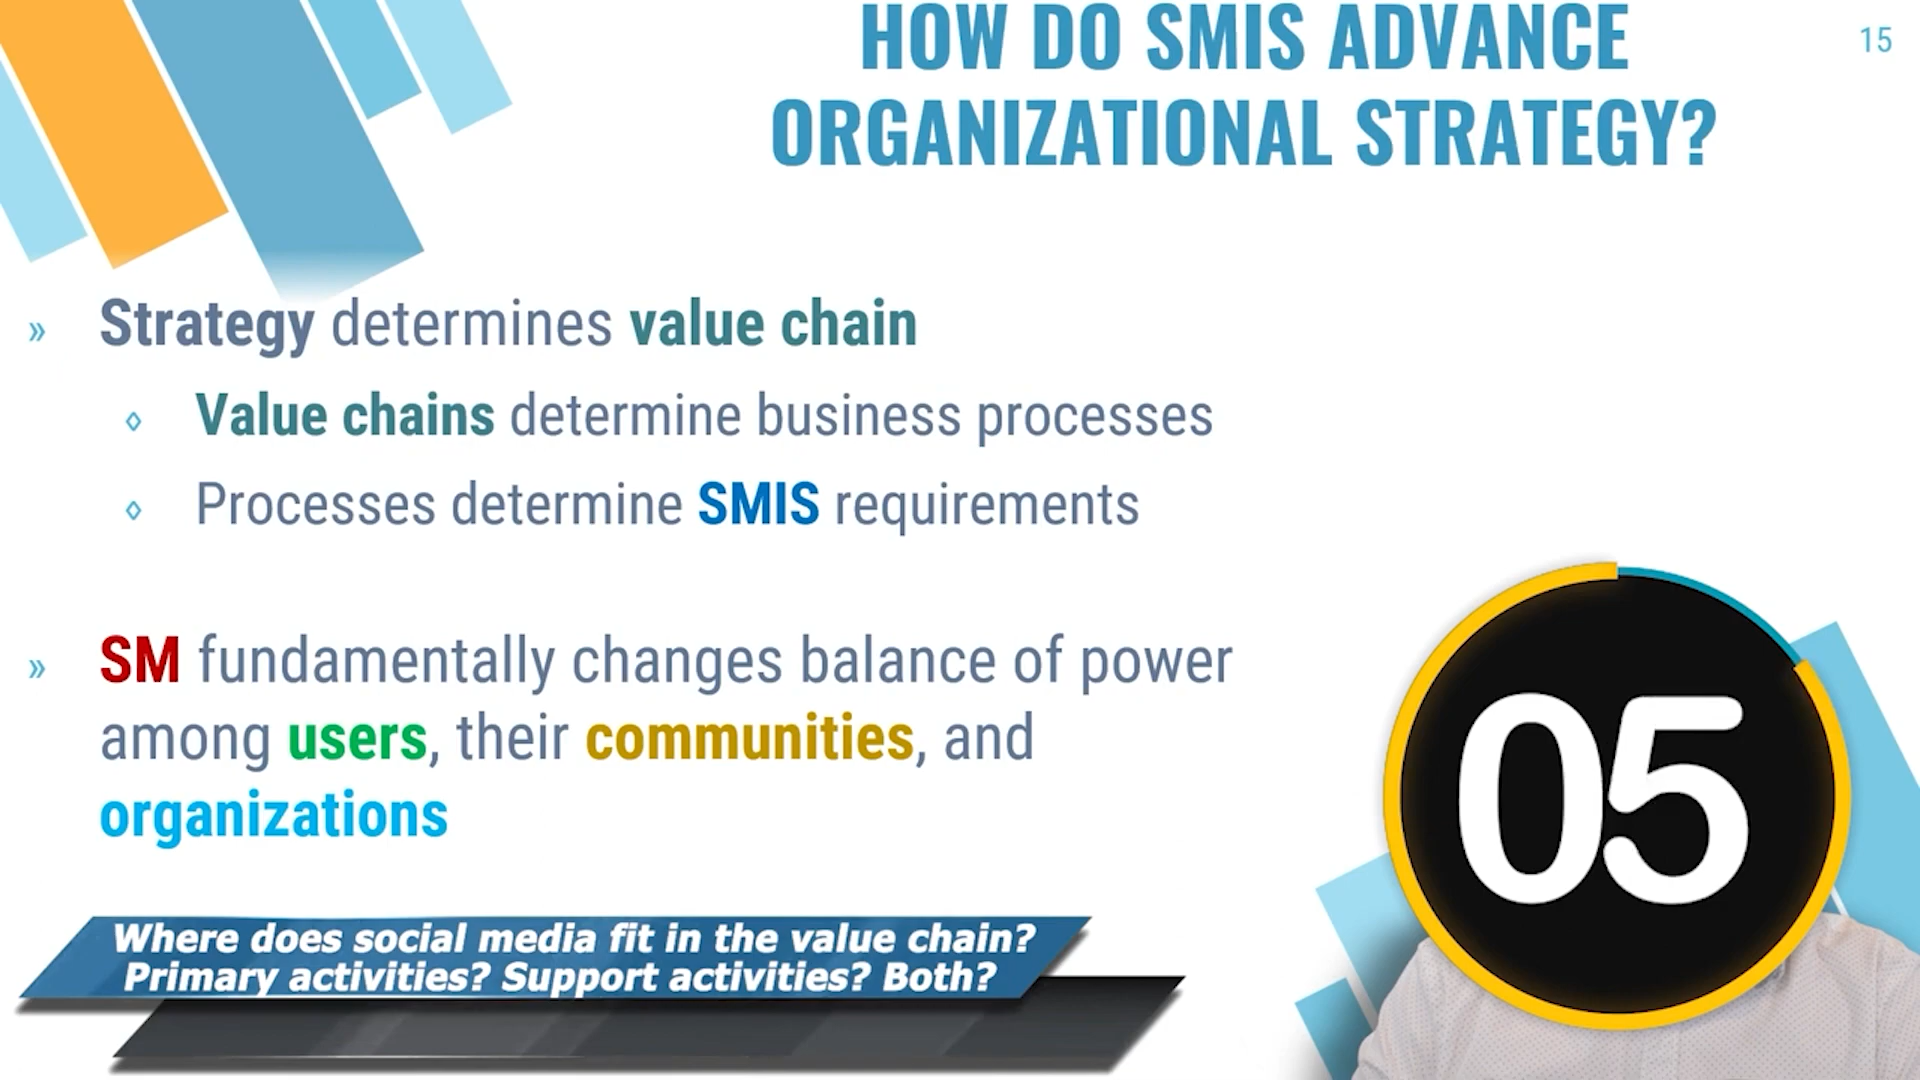 HOW DO SMIS ADVANCE
ORGANIZATIONAL STRATEGY?
15
» Strategy determines value chain
◊ Value chains determine business processes
◊ Processes determine SMIS requirements
» SM fundamentally changes balance of power
among users, their communities, and
organizations
Where does social media fit in the value chain?
Primary activities? Support activities? Both?
05